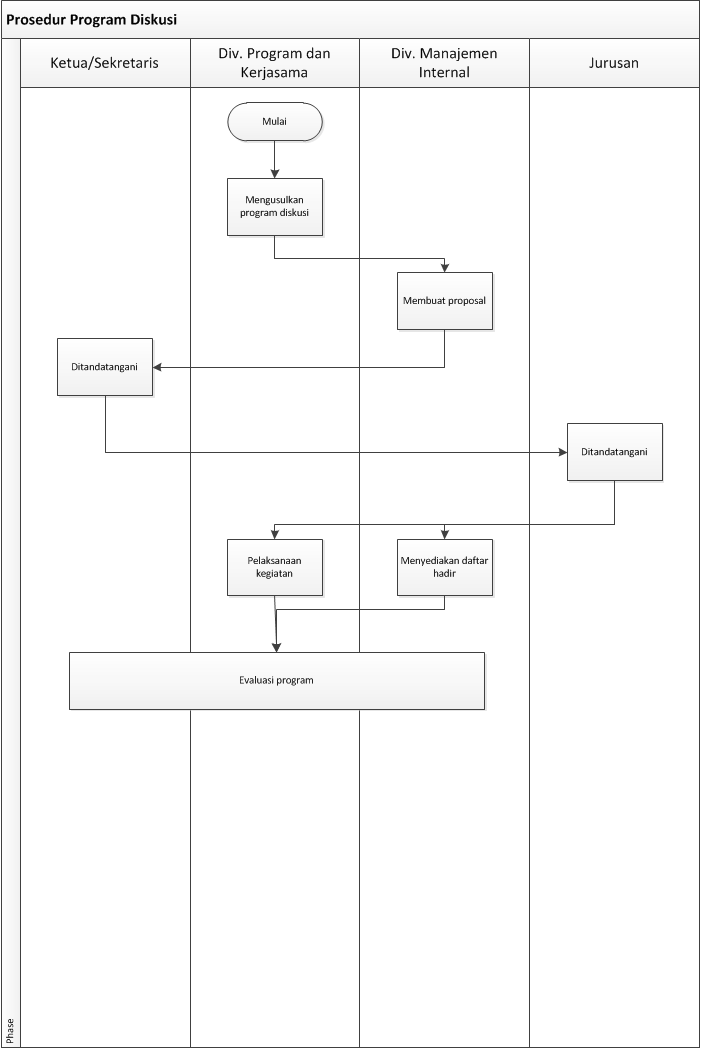 Prosedur Program Diskusi
Ketua/Sekretaris
Div. Program dan
Kerjasama
Div. Manajemen
Internal
Jurusan
Mulai
Mengusulkan
program diskusi
Membuat proposal
Ditandatangani
Ditandatangani
Pelaksanaan
kegiatan
Menyediakan daftar
hadir
Evaluasi program
Phase